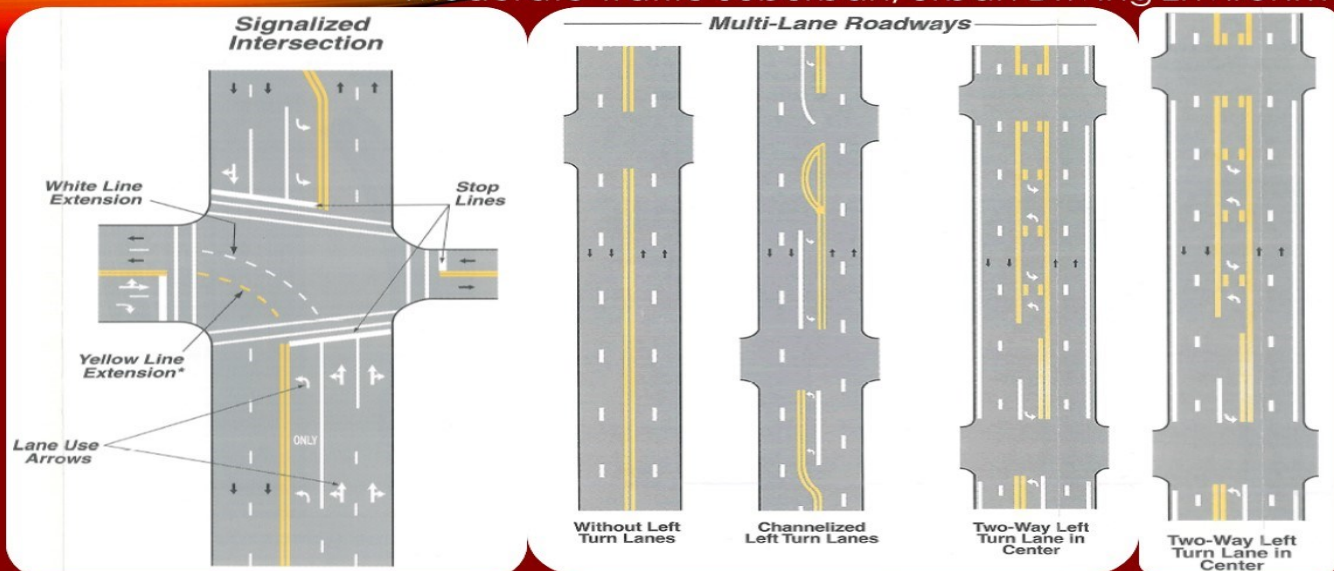 Signalized
Intersection
White Line
Extension
Stop
Lines
Yellow Line
Extension*
Lane Use
Arrows
ONLY
Multi-Lane Roadways
Without Left
Turn Lanes
Channelized
Left Turn Lanes
Two-Way Left
Turn Lane in
Center
Two-Way Left
Turn Lane in
Center